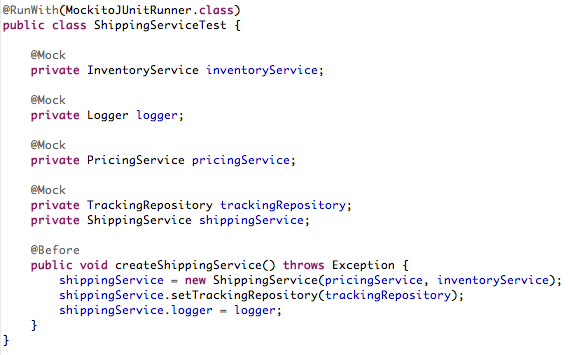 @RunWith(MockitoJUnitRunner.class)
public class ShippingServiceTest {
@Mock
private InventoryService inventoryService;
@Mock
private Logger logger;
@Mock
private PricingService pricingService;
@Mock
private TrackingRepository trackingRepository;
private ShippingService shippingService;
@Before
public void createShippingService() throws Exception {
shippingService = new ShippingService(pricingService, inventoryService);
shippingService.setTrackingRepository(trackingRepository);
shippingService.logger = logger;
}
}